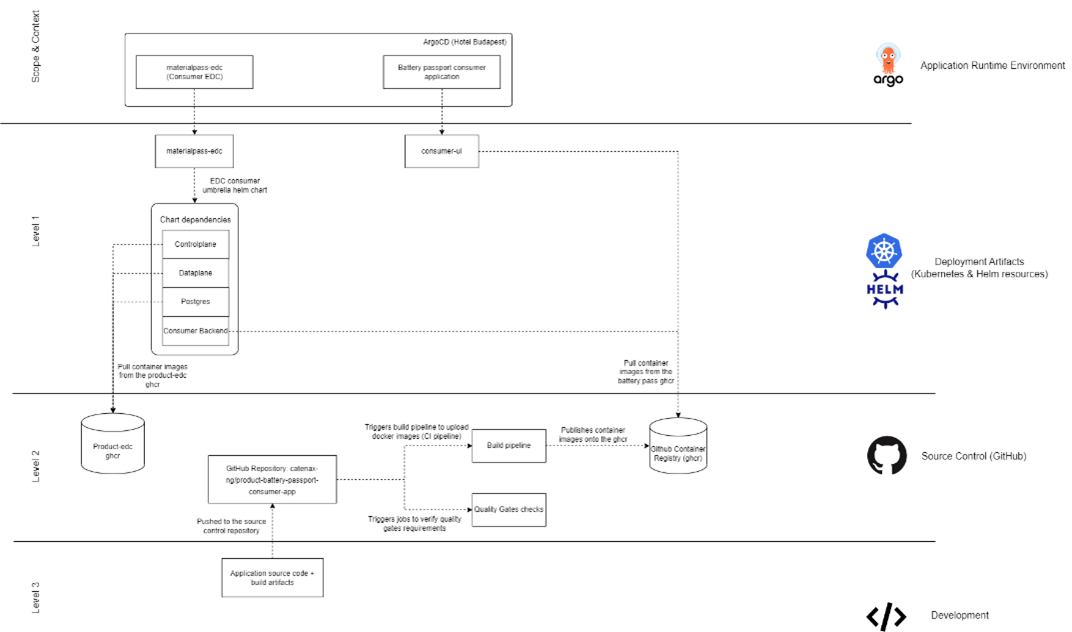 Scope & Context
ArgoCD (Hotel Budapest)
materialpass-edc
(Consumer EDC)
Battery passport consumer
application
argo
Application Runtime Environment
Level 1
materialpass-edc
consumer-ui
EDC consumer
umbrella helm chart
Chart dependencies
Controlplane
Dataplane
Postgres
Consumer Backend
HELM
Deployment Artifacts
(Kubernetes & Helm resources)
Pull container images
from the product-edc
ghcr
Pull container
images from the
battery pass ghcr
Level 2
Product-edc
ghcr
GitHub Repository: catenax-
ng/product-battery-passport-
consumer-app
Triggers build pipeline to upload
docker images (CI pipeline)
Build pipeline
Publishes container
images onto the ghcr
Github Container
Registry (ghcr)
Source Control (GitHub)
Quality Gates checks
Triggers jobs to verify quality
gates requirements
Pushed to the source
control repository
Level 3
Application source code +
build artifacts
Development